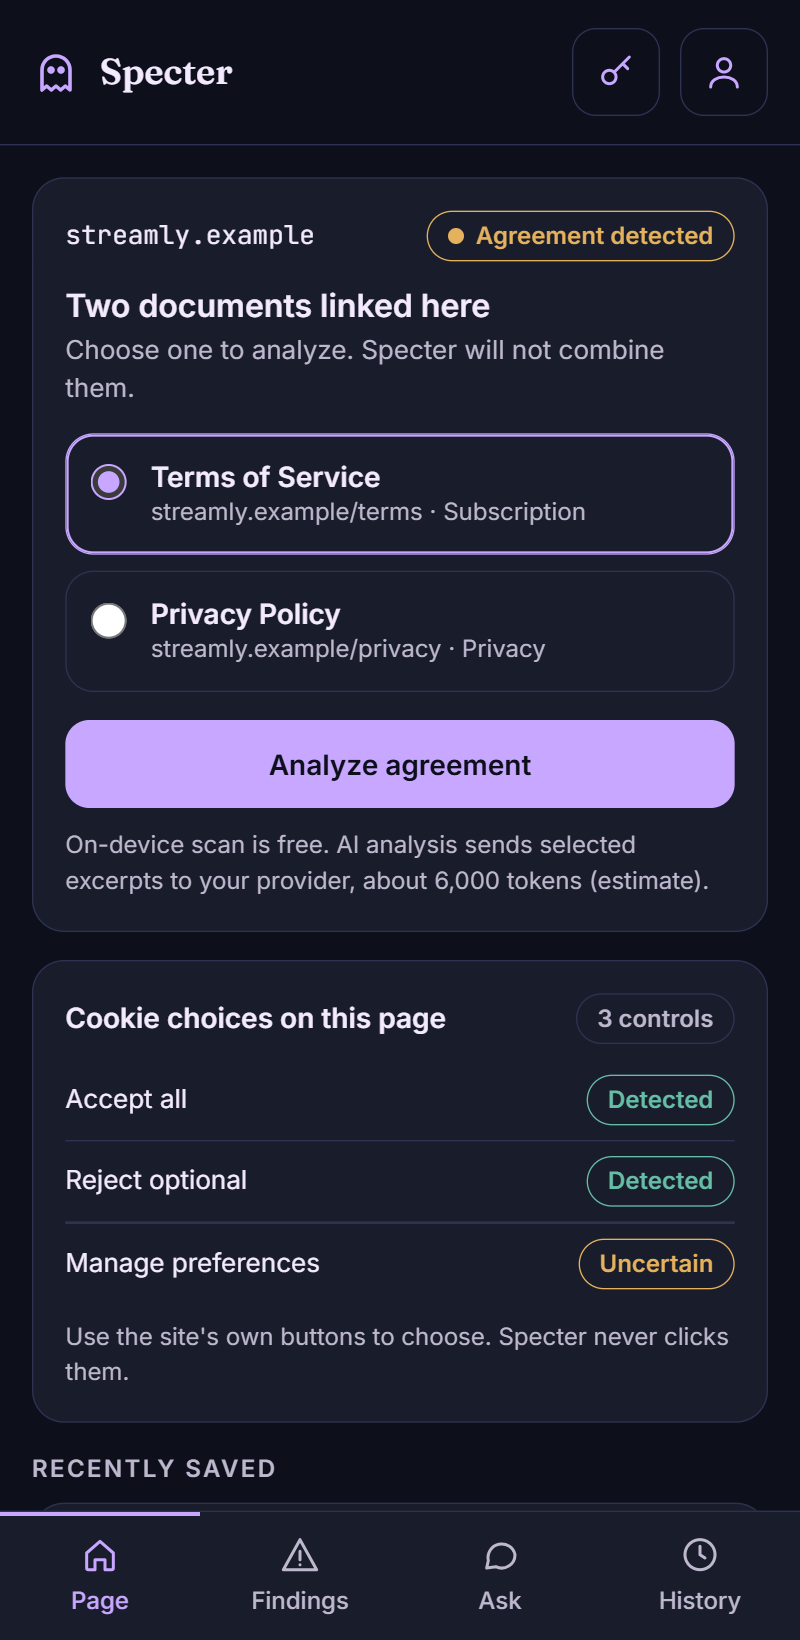 Specter
streamly.example
Agreement detected
Two documents linked here
Choose one to analyze. Specter will not combine
them.
Terms of Service
streamly.example/terms · Subscription
Privacy Policy
streamly.example/privacy · Privacy
Analyze agreement
On-device scan is free. AI analysis sends selected
excerpts to your provider, about 6,000 tokens (estimate).
Cookie choices on this page
3 controls
Accept all
Detected
Reject optional
Detected
Manage preferences
Uncertain
Use the site's own buttons to choose. Specter never clicks
them.
RECENTLY SAVED
Page
Findings
Ask
History